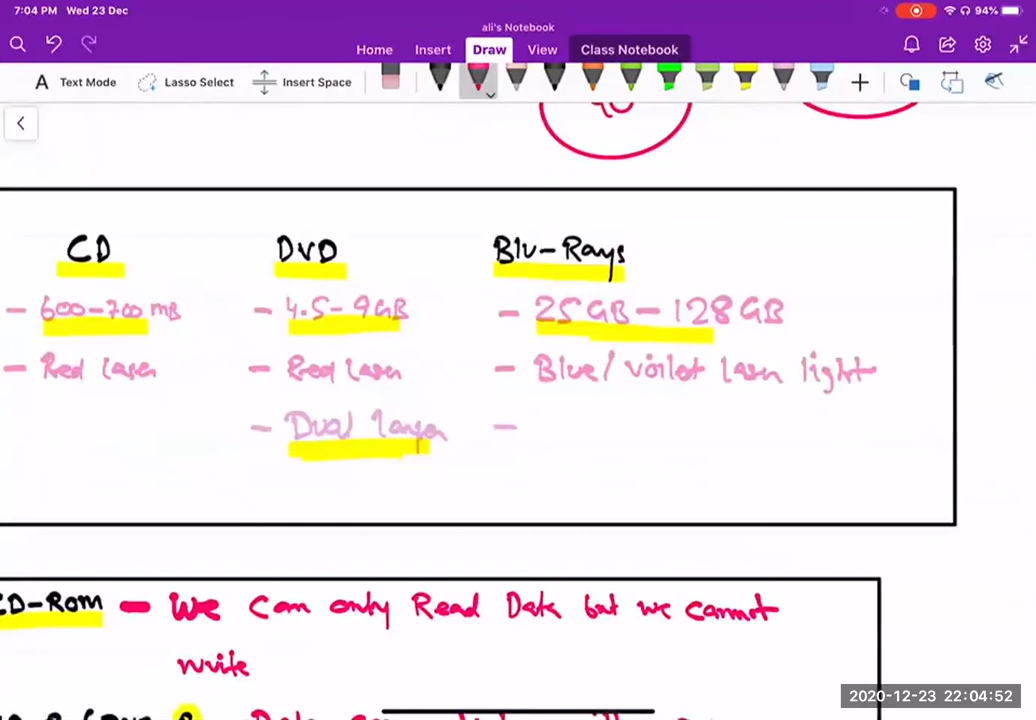 7:04 PM Wed 23 Dec
94%
ali's Notebook
Home Insert Draw View Class Notebook
A Text Mode Lasso Select Insert Space
CD DVD Blu-Rays
- 600-700 MB - 4.5-9GB - 25GB-128GB
- Red laser - Red laser - Blue/voilet laser light
- Dual layer -
CD-Rom - We can only Read Data but we cannot
write
2020-12-23 22:04:52